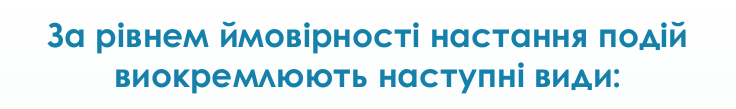 За рівнем ймовірності настання подій
виокремлюють наступні види: